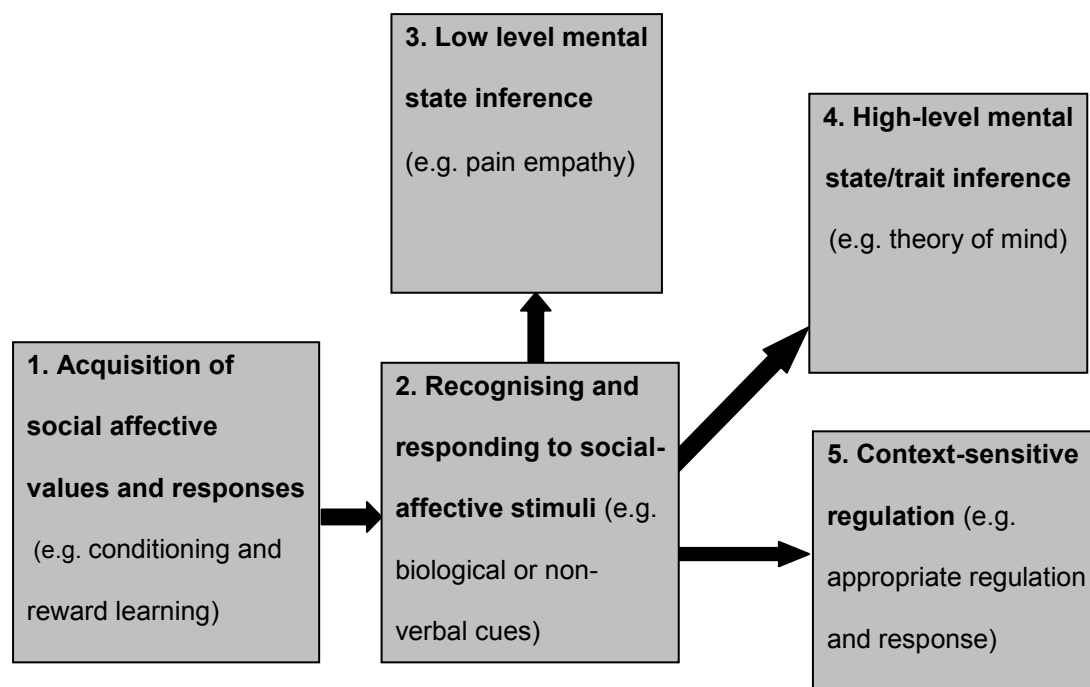 1. Acquisition of
social affective
values and responses
(e.g. conditioning and
reward learning)
2. Recognising and
responding to social-
affective stimuli (e.g.
biological or non-
verbal cues)
3. Low level mental
state inference
(e.g. pain empathy)
4. High-level mental
state/trait inference
(e.g. theory of mind)
5. Context-sensitive
regulation (e.g.
appropriate regulation
and response)